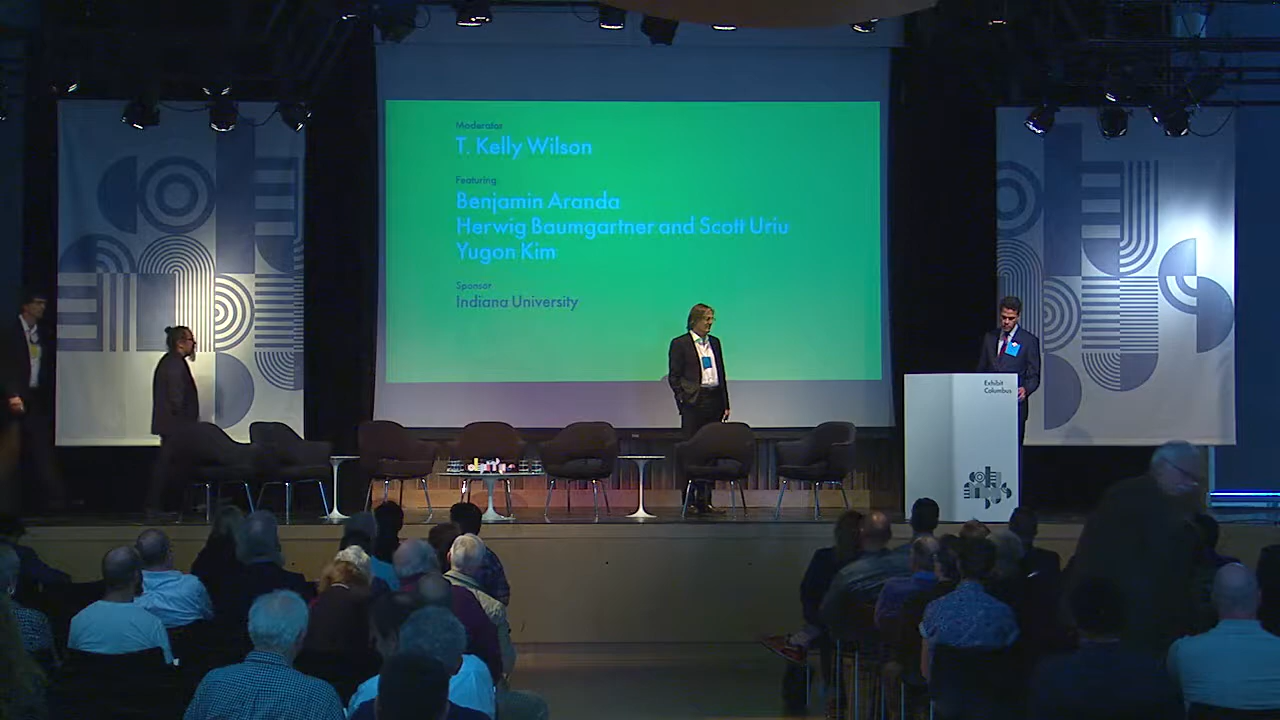 Moderator
T. Kelly Wilson
Featuring
Benjamin Aranda
Herwig Baumgartner and Scott Uriu
Yugon Kim
Sponsor
Indiana University
Exhibit
Columbus